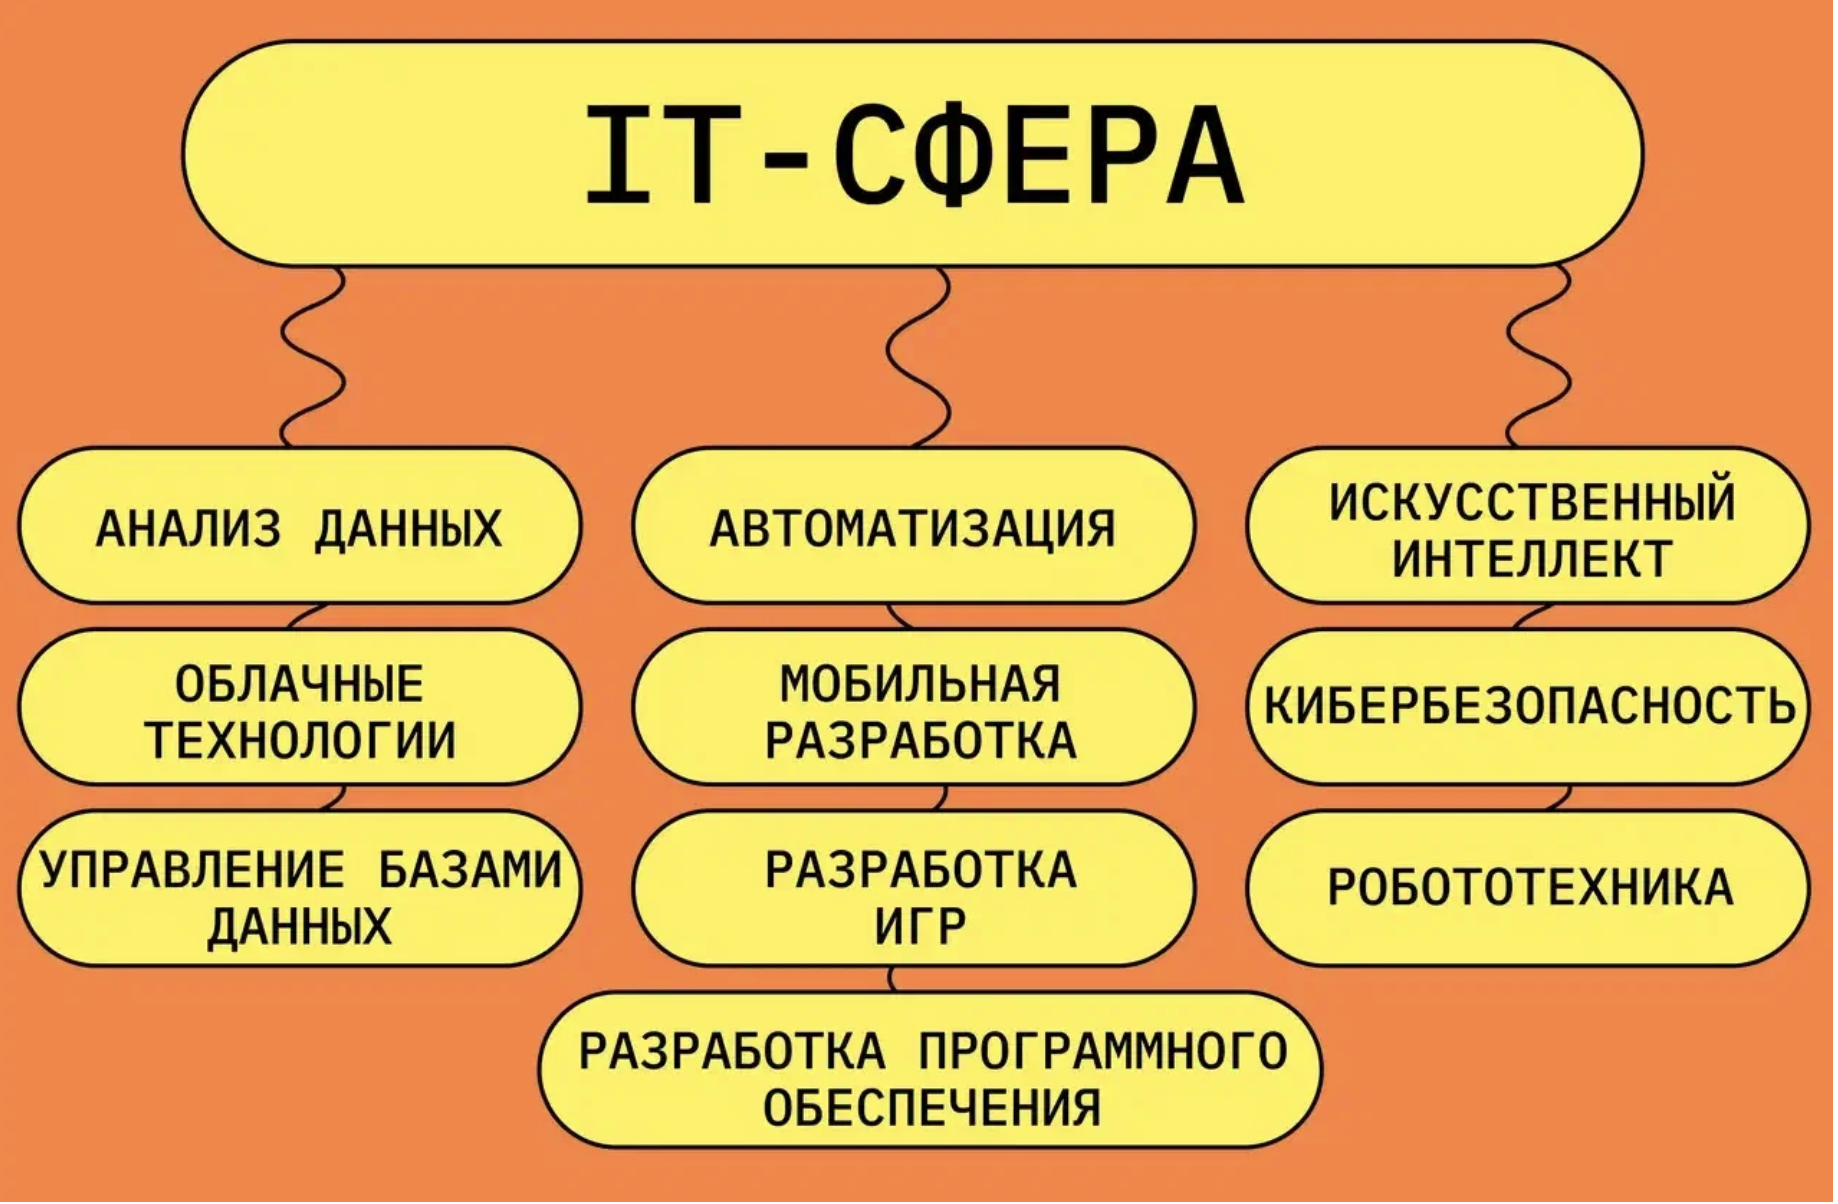 IT-СФЕРА
АНАЛИЗ ДАННЫХ
ОБЛАЧНЫЕ
ТЕХНОЛОГИИ
УПРАВЛЕНИЕ БАЗАМИ
ДАННЫХ
АВТОМАТИЗАЦИЯ
МОБИЛЬНАЯ
РАЗРАБОТКА
РАЗРАБОТКА
ИГР
РАЗРАБОТКА ПРОГРАММНОГО
ОБЕСПЕЧЕНИЯ
ИСКУССТВЕННЫЙ
ИНТЕЛЛЕКТ
КИБЕРБЕЗОПАСНОСТЬ
РОБОТОТЕХНИКА